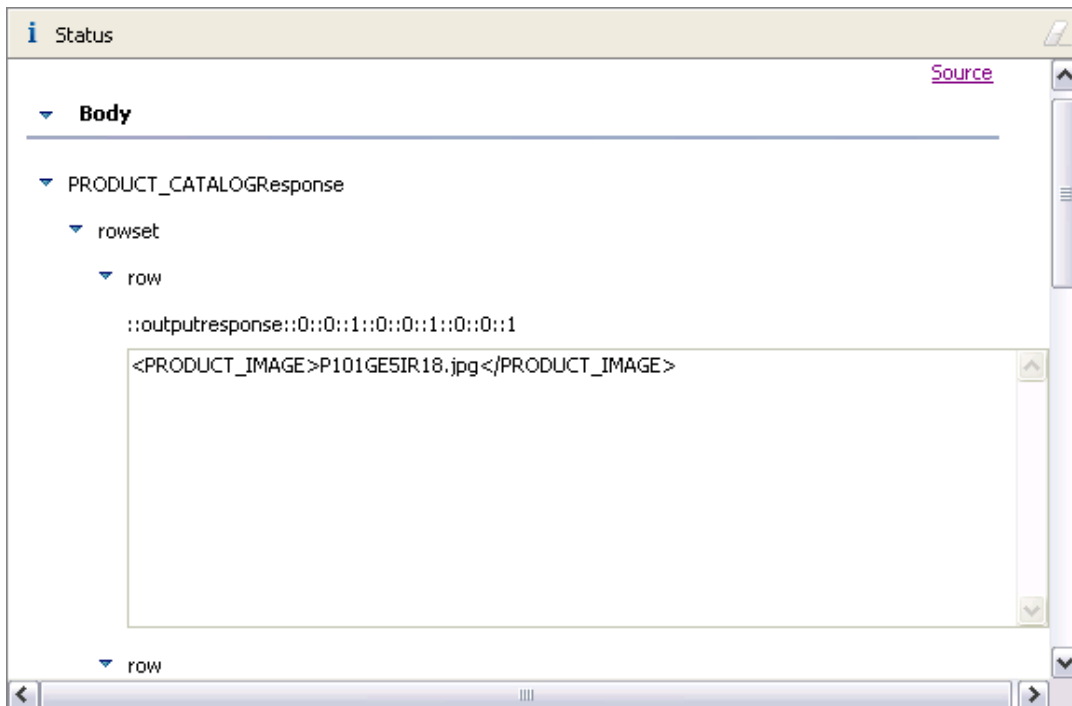 i Status
Source
Body
PRODUCT_CATALOGResponse
rowset
row
::outputresponse::0::0::1::0::0::1::0::0::1
<PRODUCT_IMAGE>P101GE5IR18.jpg</PRODUCT_IMAGE>
row